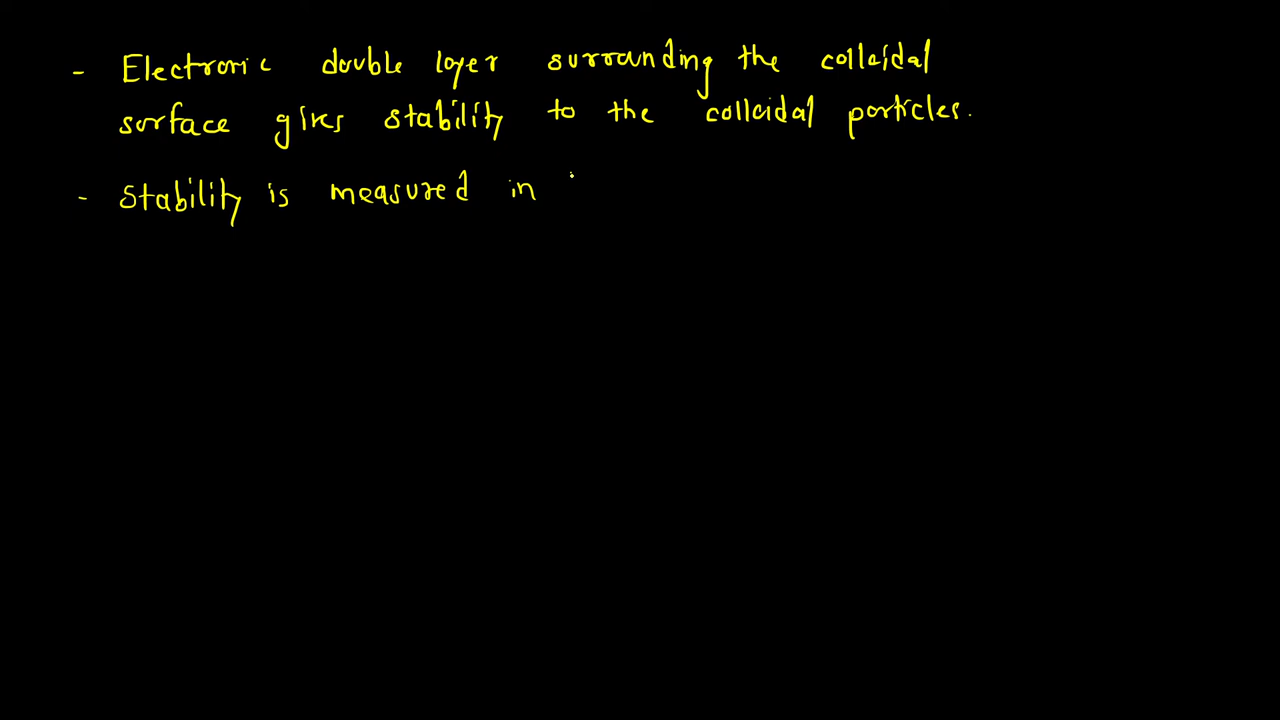 - Electronic double layer surrounding the colloidal
surface gives stability to the colloidal particles.
- Stability is measured in